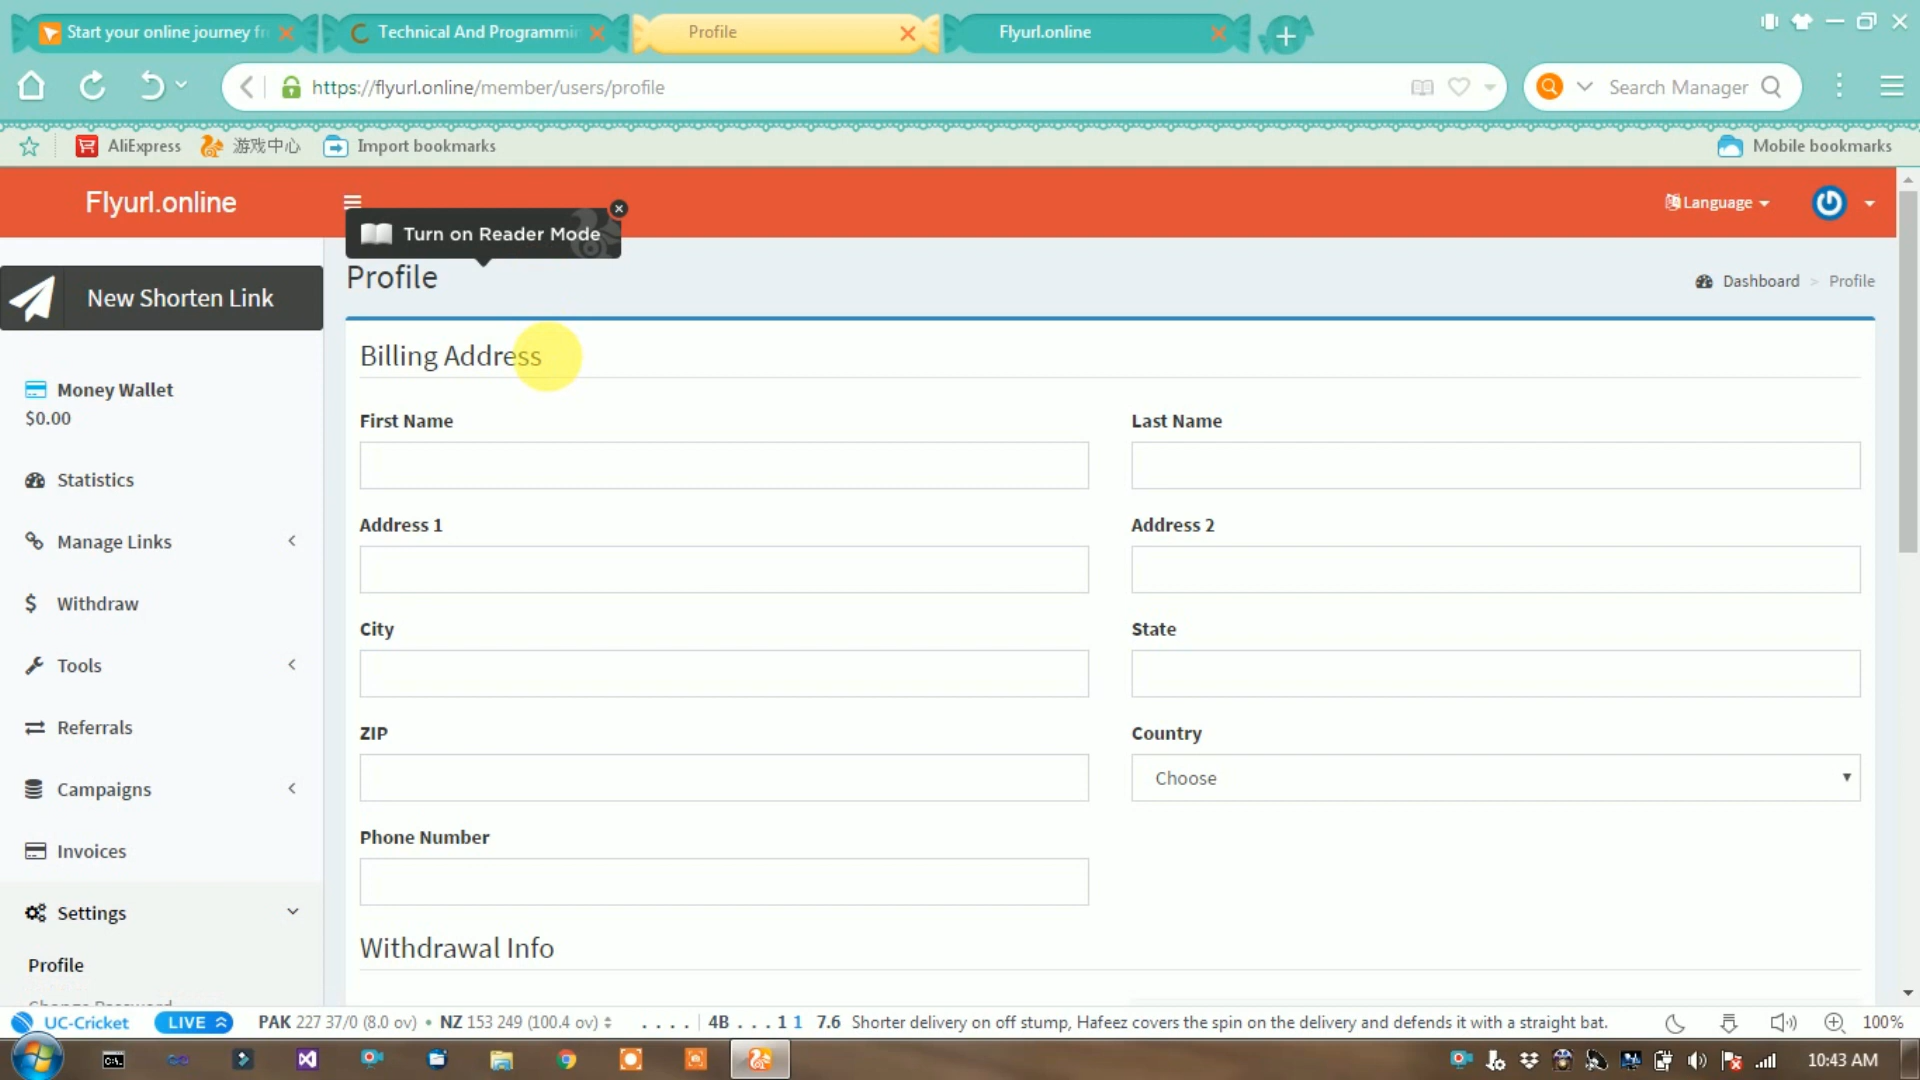 Start your online journey fr
Technical And Programmin
Profile
Flyurl.online
https://flyurl.online/member/users/profile
Search Manager
AliExpress
游戏中心
Import bookmarks
Mobile bookmarks
Flyurl.online
Language
Turn on Reader Mode
Profile
Dashboard > Profile
New Shorten Link
Billing Address
Money Wallet
$0.00
First Name
Last Name
Statistics
Address 1
Address 2
Manage Links
Withdraw
City
State
Tools
Referrals
ZIP
Country
Choose
Campaigns
Phone Number
Invoices
Settings
Withdrawal Info
Profile
Change Password
UC-Cricket
LIVE
PAK 227 37/0 (8.0 ov) • NZ 153 249 (100.4 ov)
. . . . | 4B . . . 1 1 7.6 Shorter delivery on off stump, Hafeez covers the spin on the delivery and defends it with a straight bat.
100%
10:43 AM